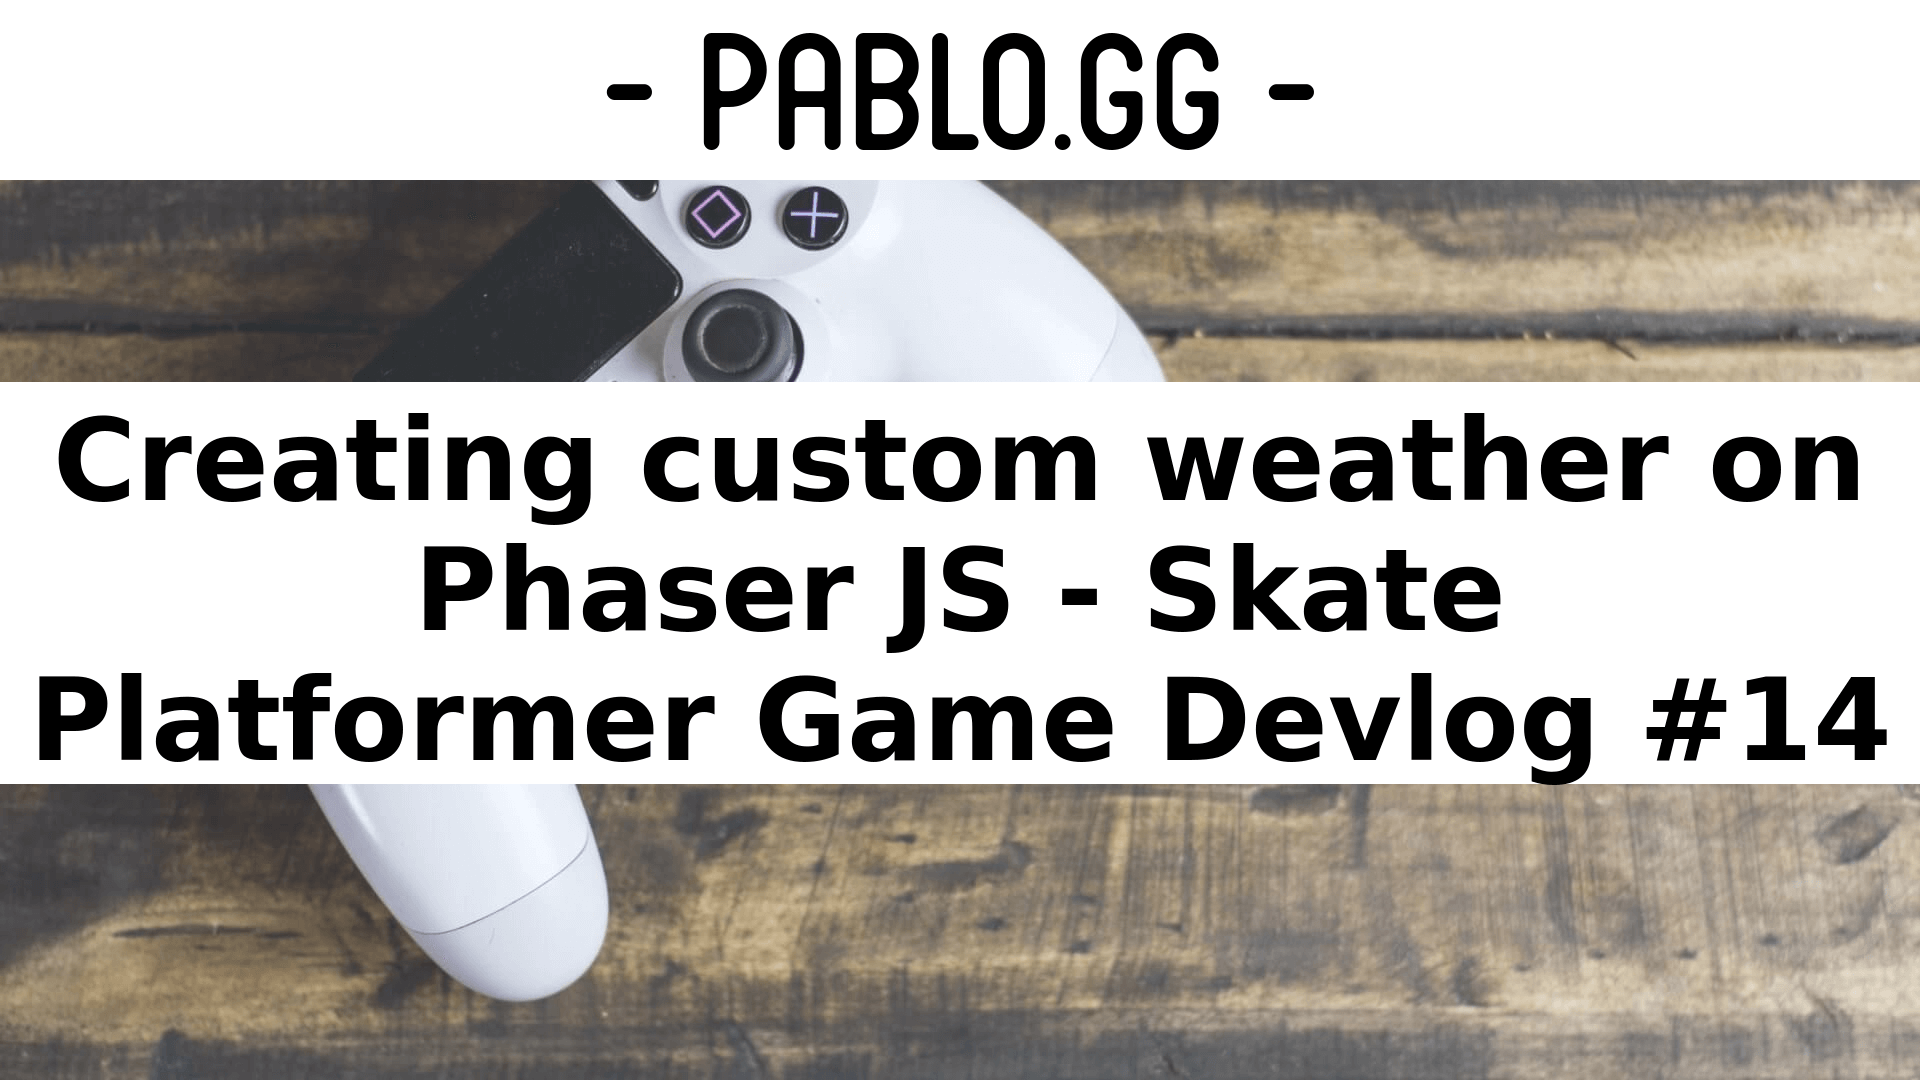 - PABLO.GG -
Creating custom weather on
Phaser JS - Skate
Platformer Game Devlog #14